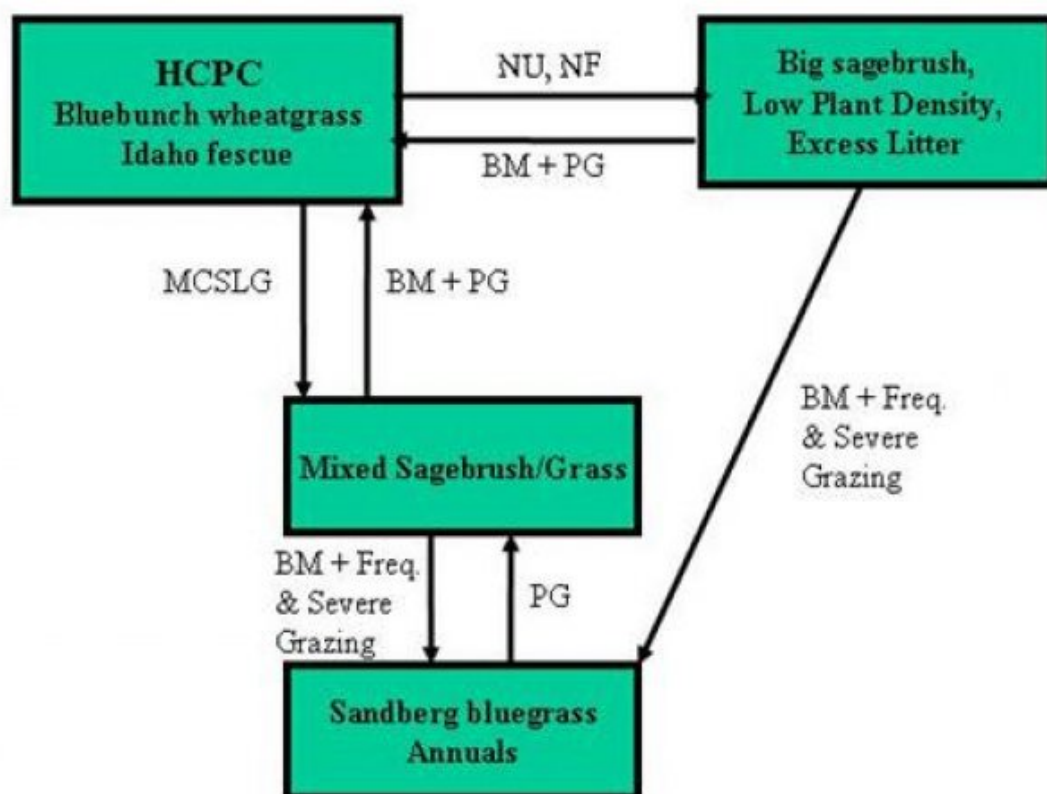 HCPC
Bluebunch wheatgrass
Idaho fescue
NU, NF
BM + PG
Big sagebrush,
Low Plant Density,
Excess Litter
MCSLG
BM + PG
BM + Freq.
& Severe
Grazing
Mixed Sagebrush/Grass
BM + Freq.
& Severe
Grazing
PG
Sandberg bluegrass
Annuals